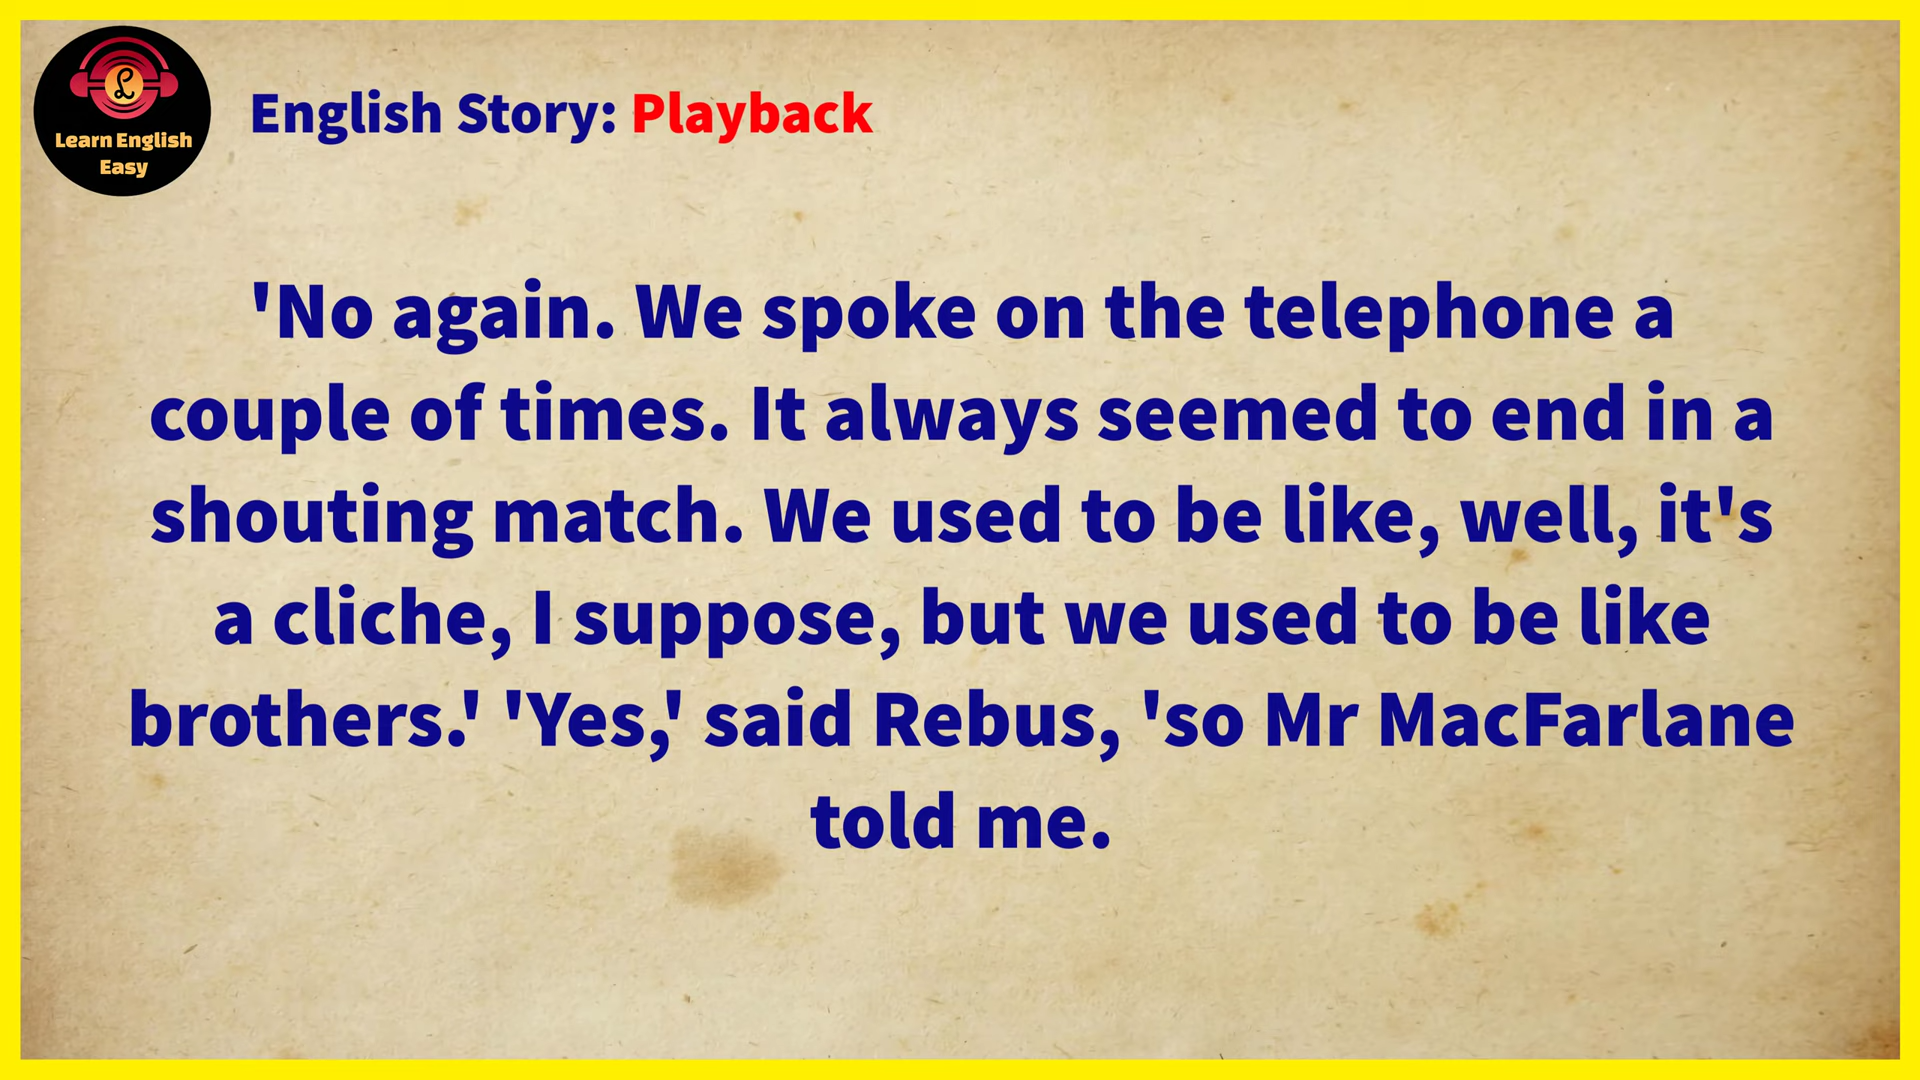 Learn English
Easy
English Story: Playback
'No again. We spoke on the telephone a
couple of times. It always seemed to end in a
shouting match. We used to be like, well, it's
a cliche, I suppose, but we used to be like
brothers.' 'Yes,' said Rebus, 'so Mr MacFarlane
told me.